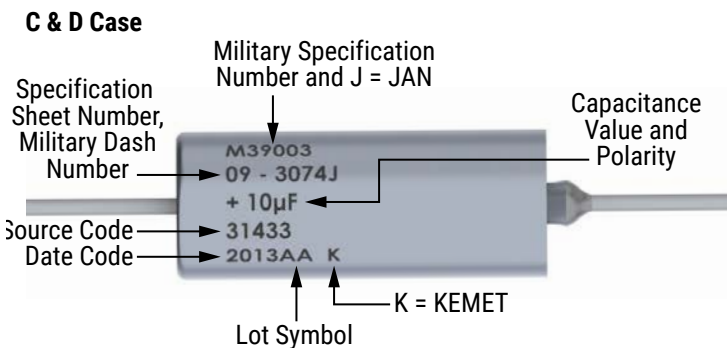 C & D Case
Military Specification
Number and J = JAN
Specification
Sheet Number,
Military Dash
Number
Capacitance
Value and
Polarity
M39003
09 - 3074J
+ 10µF
Source Code
31433
Date Code
2013AA K
K = KEMET
Lot Symbol